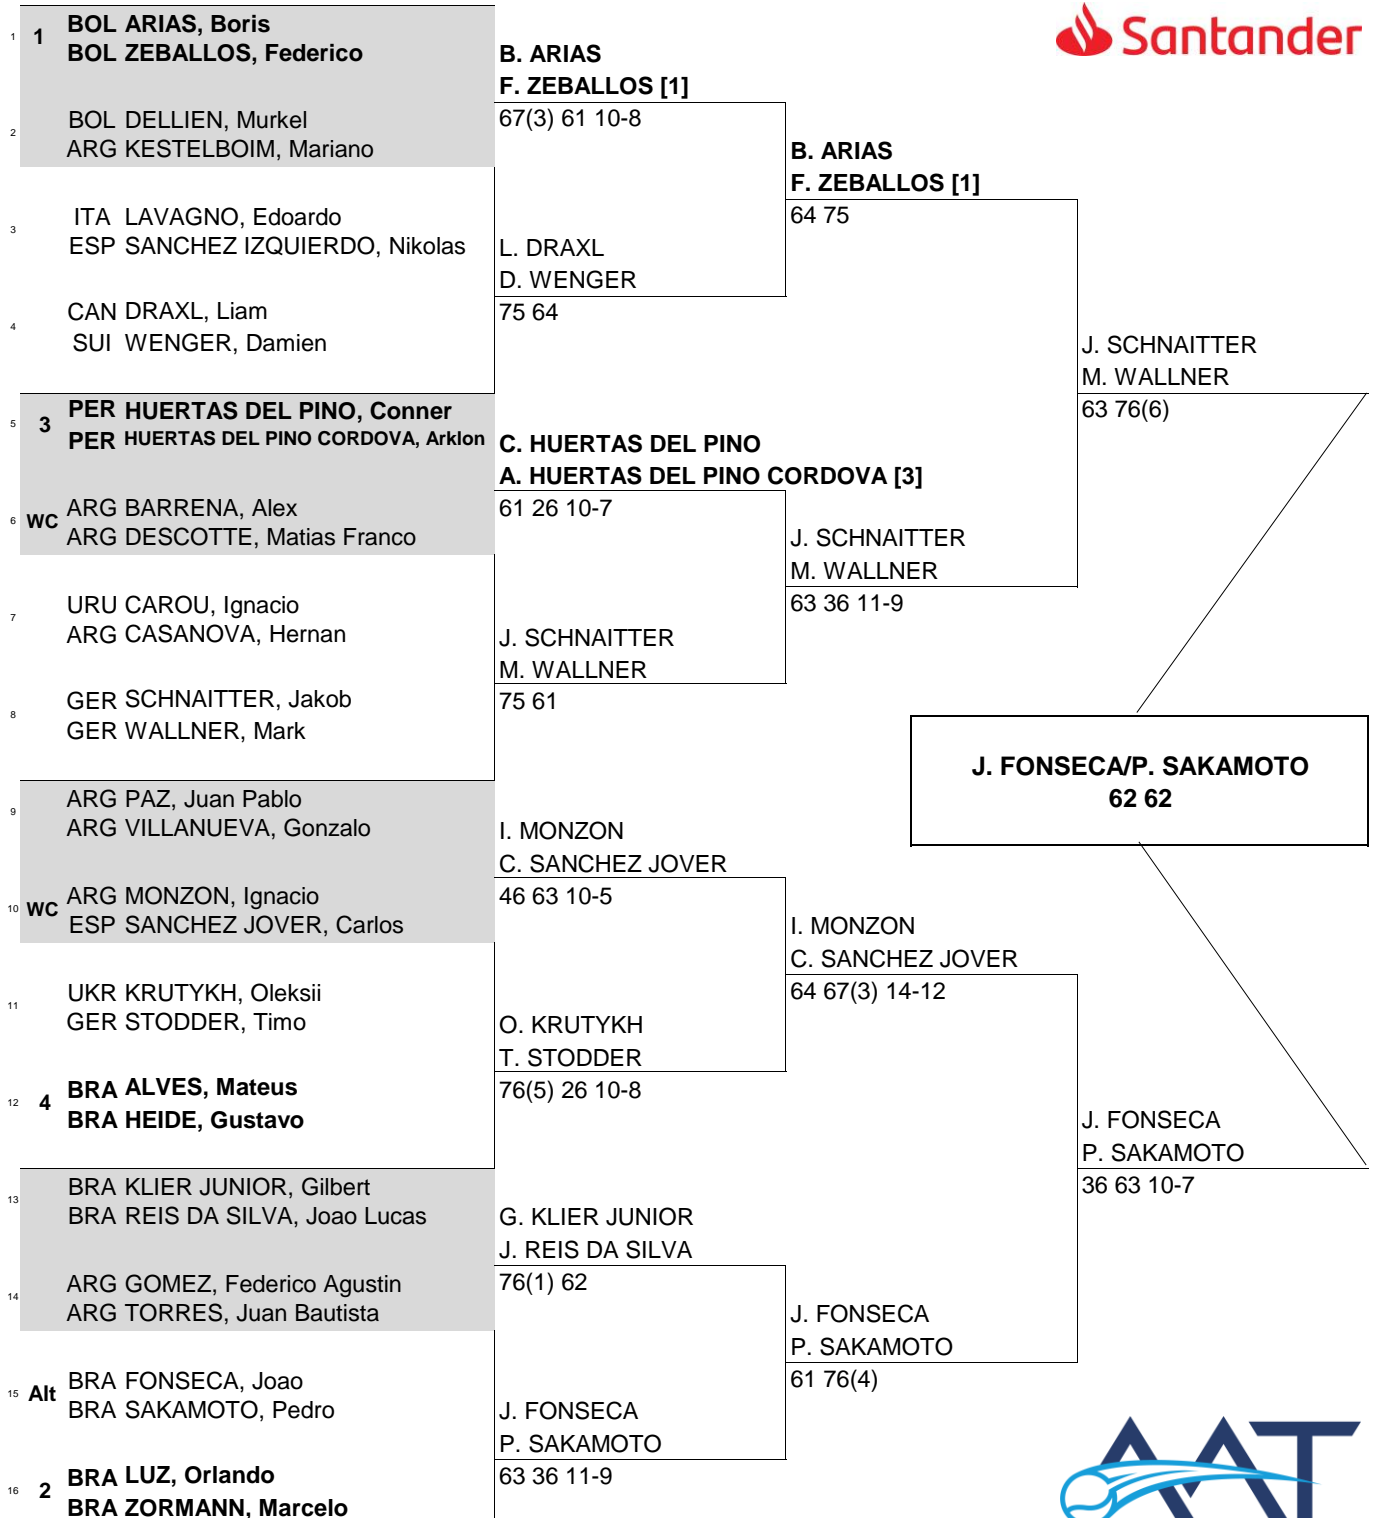 Santander
1 1 BOL ARIAS, Boris
BOL ZEBALLOS, Federico
B. ARIAS
F. ZEBALLOS [1]
2 BOL DELLIEN, Murkel
ARG KESTELBOIM, Mariano
67(3) 61 10-8
B. ARIAS
F. ZEBALLOS [1]
3 ITA LAVAGNO, Edoardo
ESP SANCHEZ IZQUIERDO, Nikolas
64 75
L. DRAXL
D. WENGER
4 CAN DRAXL, Liam
SUI WENGER, Damien
75 64
J. SCHNAITTER
M. WALLNER
63 76(6)
5 3 PER HUERTAS DEL PINO, Conner
PER HUERTAS DEL PINO CORDOVA, Arklon
C. HUERTAS DEL PINO
A. HUERTAS DEL PINO CORDOVA [3]
6 WC ARG BARRENA, Alex
ARG DESCOTTE, Matias Franco
61 26 10-7
J. SCHNAITTER
M. WALLNER
7 URU CAROU, Ignacio
ARG CASANOVA, Hernan
63 36 11-9
J. SCHNAITTER
M. WALLNER
8 GER SCHNAITTER, Jakob
GER WALLNER, Mark
75 61
J. FONSECA/P. SAKAMOTO
62 62
9 ARG PAZ, Juan Pablo
ARG VILLANUEVA, Gonzalo
I. MONZON
C. SANCHEZ JOVER
10 WC ARG MONZON, Ignacio
ESP SANCHEZ JOVER, Carlos
46 63 10-5
I. MONZON
C. SANCHEZ JOVER
11 UKR KRUTYKH, Oleksii
GER STODDER, Timo
64 67(3) 14-12
O. KRUTYKH
T. STODDER
12 4 BRA ALVES, Mateus
BRA HEIDE, Gustavo
76(5) 26 10-8
J. FONSECA
P. SAKAMOTO
36 63 10-7
13 BRA KLIER JUNIOR, Gilbert
BRA REIS DA SILVA, Joao Lucas
G. KLIER JUNIOR
J. REIS DA SILVA
14 ARG GOMEZ, Federico Agustin
ARG TORRES, Juan Bautista
76(1) 62
J. FONSECA
P. SAKAMOTO
15 Alt BRA FONSECA, Joao
BRA SAKAMOTO, Pedro
61 76(4)
J. FONSECA
P. SAKAMOTO
16 2 BRA LUZ, Orlando
BRA ZORMANN, Marcelo
63 36 11-9
AAT